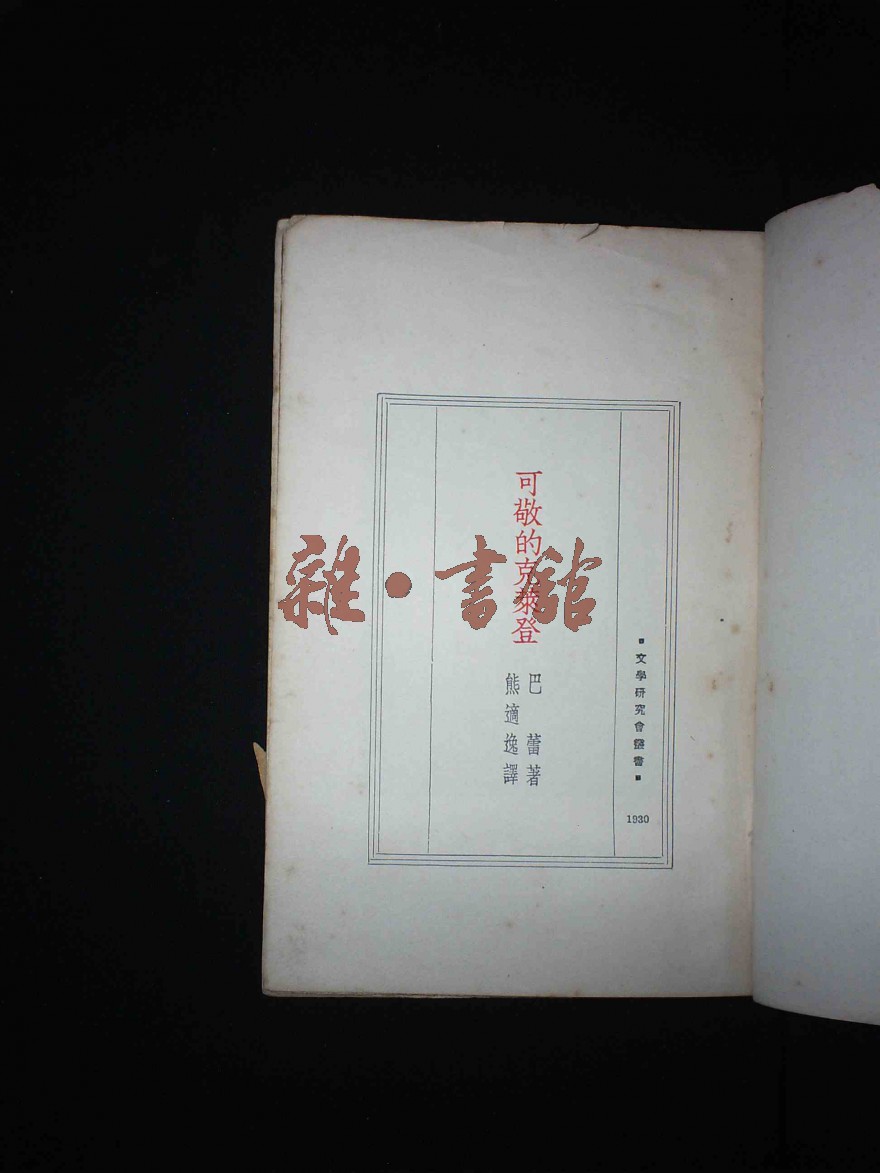 可敬的克萊登
巴蕾著
熊適逸譯
▪文學研究會叢書▪
1930
雜·書館